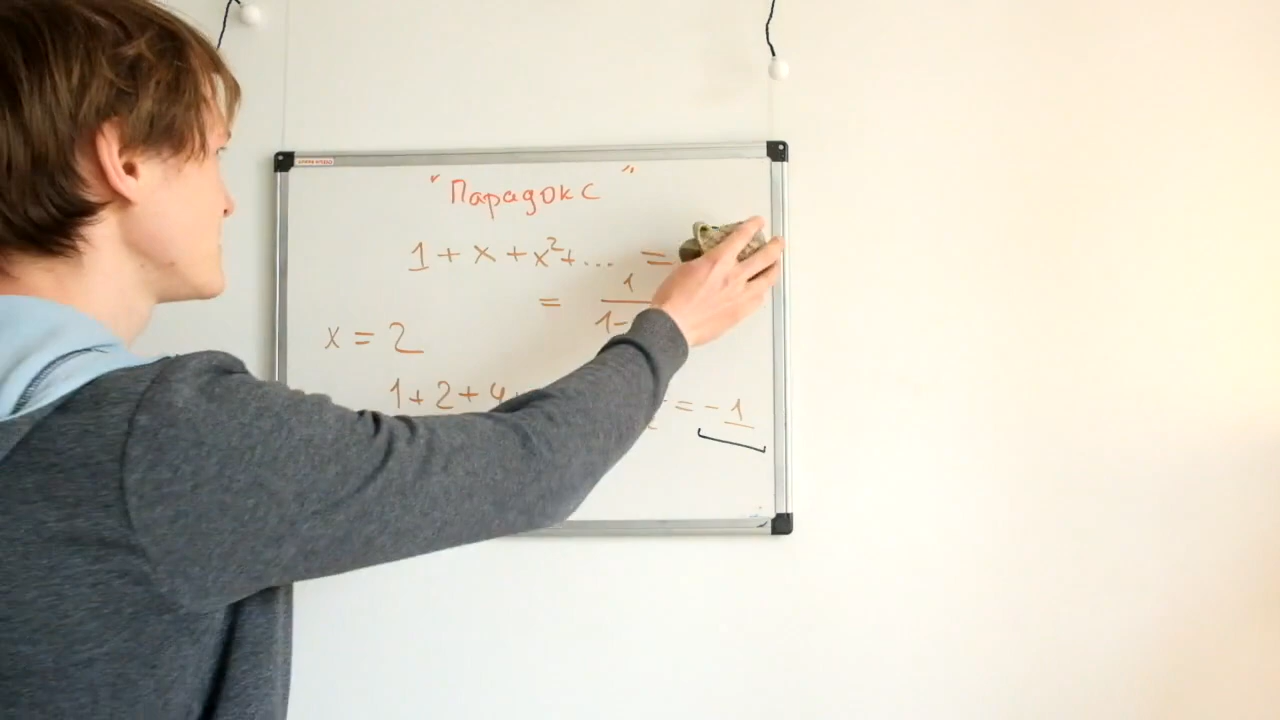 "Парадокс"
1 + x + x² + ... =
= 1
1-
x = 2
1 + 2 + 4 +
= -1